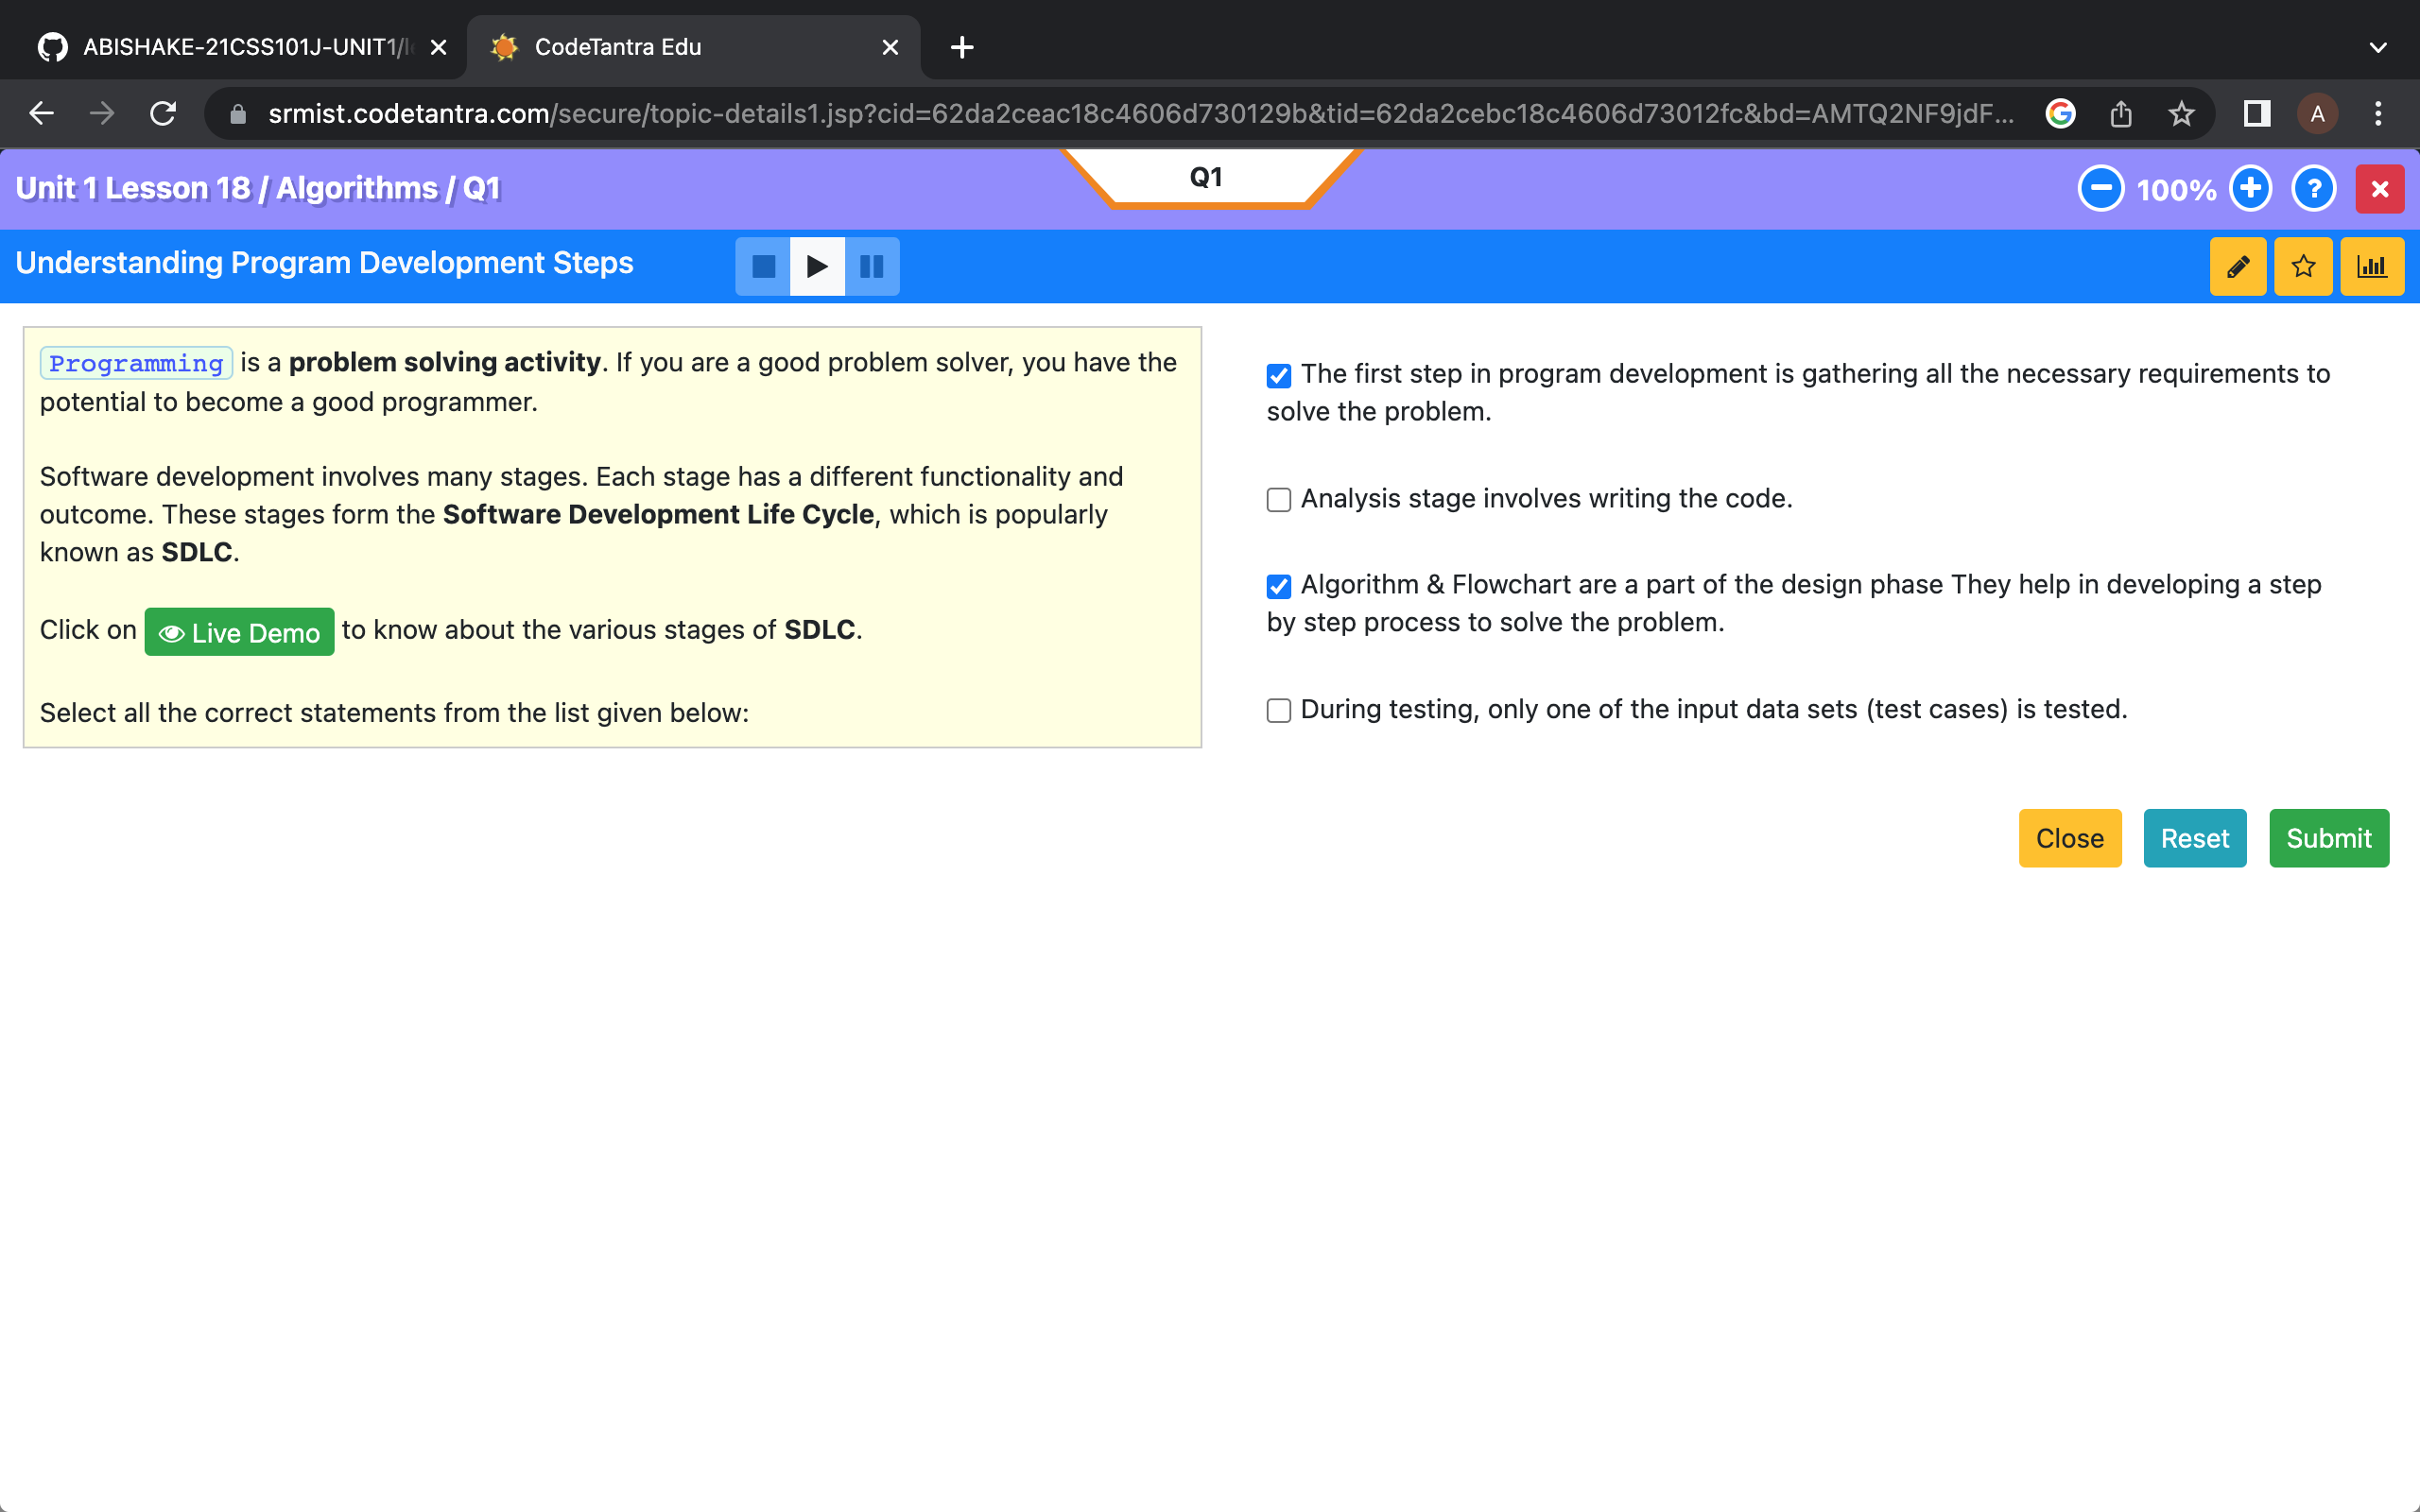 ABISHAKE-21CSS101J-UNIT1/
CodeTantra Edu
srmist.codetantra.com/secure/topic-details1.jsp?cid=62da2ceac18c4606d730129b&tid=62da2cebc18c4606d73012fc&bd=AMTQ2NF9jdF...
A
Unit 1 Lesson 18 / Algorithms / Q1
Q1
100%
?
Understanding Program Development Steps
Programming is a problem solving activity. If you are a good problem solver, you have the
potential to become a good programmer.
Software development involves many stages. Each stage has a different functionality and
outcome. These stages form the Software Development Life Cycle, which is popularly
known as SDLC.
Click on Live Demo to know about the various stages of SDLC.
Select all the correct statements from the list given below:
The first step in program development is gathering all the necessary requirements to
solve the problem.
Analysis stage involves writing the code.
Algorithm & Flowchart are a part of the design phase They help in developing a step
by step process to solve the problem.
During testing, only one of the input data sets (test cases) is tested.
Close
Reset
Submit